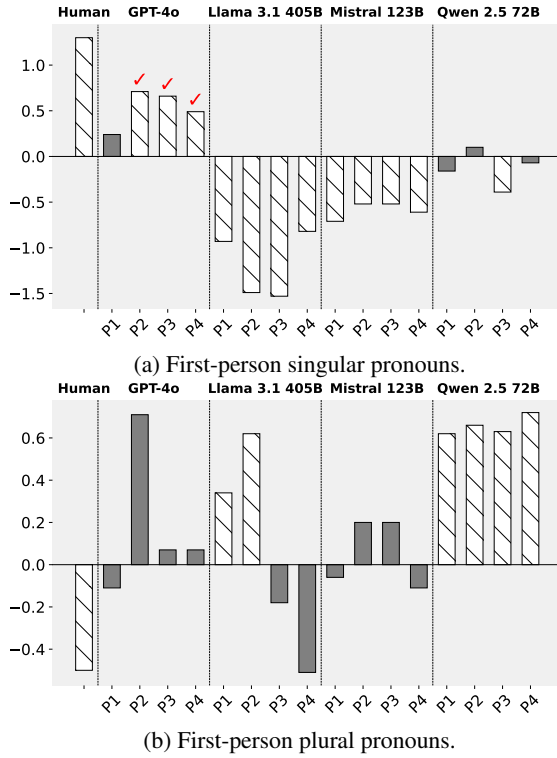 Human GPT-4o Llama 3.1 405B Mistral 123B Qwen 2.5 72B
1.0
0.5
0.0
−0.5
−1.0
−1.5
P1 P2 P3 P4 P1 P2 P3 P4 P1 P2 P3 P4 P1 P2 P3 P4
(a) First-person singular pronouns.
Human GPT-4o Llama 3.1 405B Mistral 123B Qwen 2.5 72B
0.6
0.4
0.2
0.0
−0.2
−0.4
P1 P2 P3 P4 P1 P2 P3 P4 P1 P2 P3 P4 P1 P2 P3 P4
(b) First-person plural pronouns.